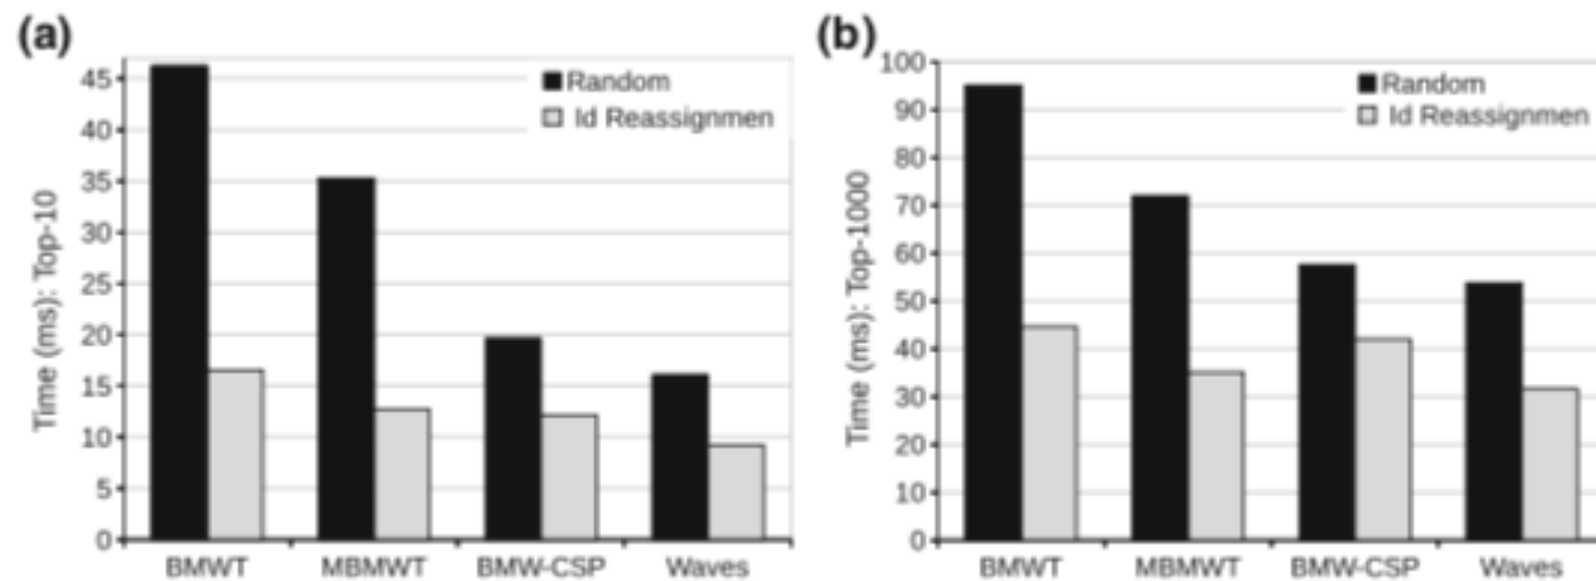 (a)
Time (ms): Top-10
45
40
35
30
25
20
15
10
5
0
Random
Id Reassignmen
BMWT MBMWT BMW-CSP Waves
(b)
Time (ms): Top-1000
100
90
80
70
60
50
40
30
20
10
0
Random
Id Reassignmen
BMWT MBMWT BMW-CSP Waves